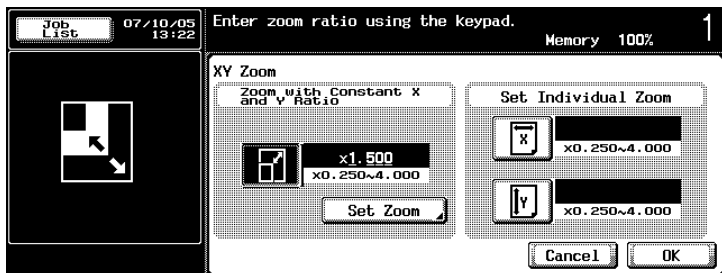 Job
List
07/10/05
13:22
Enter zoom ratio using the keypad.
Memory 100%
1
XY Zoom
Zoom with Constant X
and Y Ratio
x1.500
x0.250~4.000
Set Zoom
Set Individual Zoom
X
x0.250~4.000
Y
x0.250~4.000
Cancel
OK